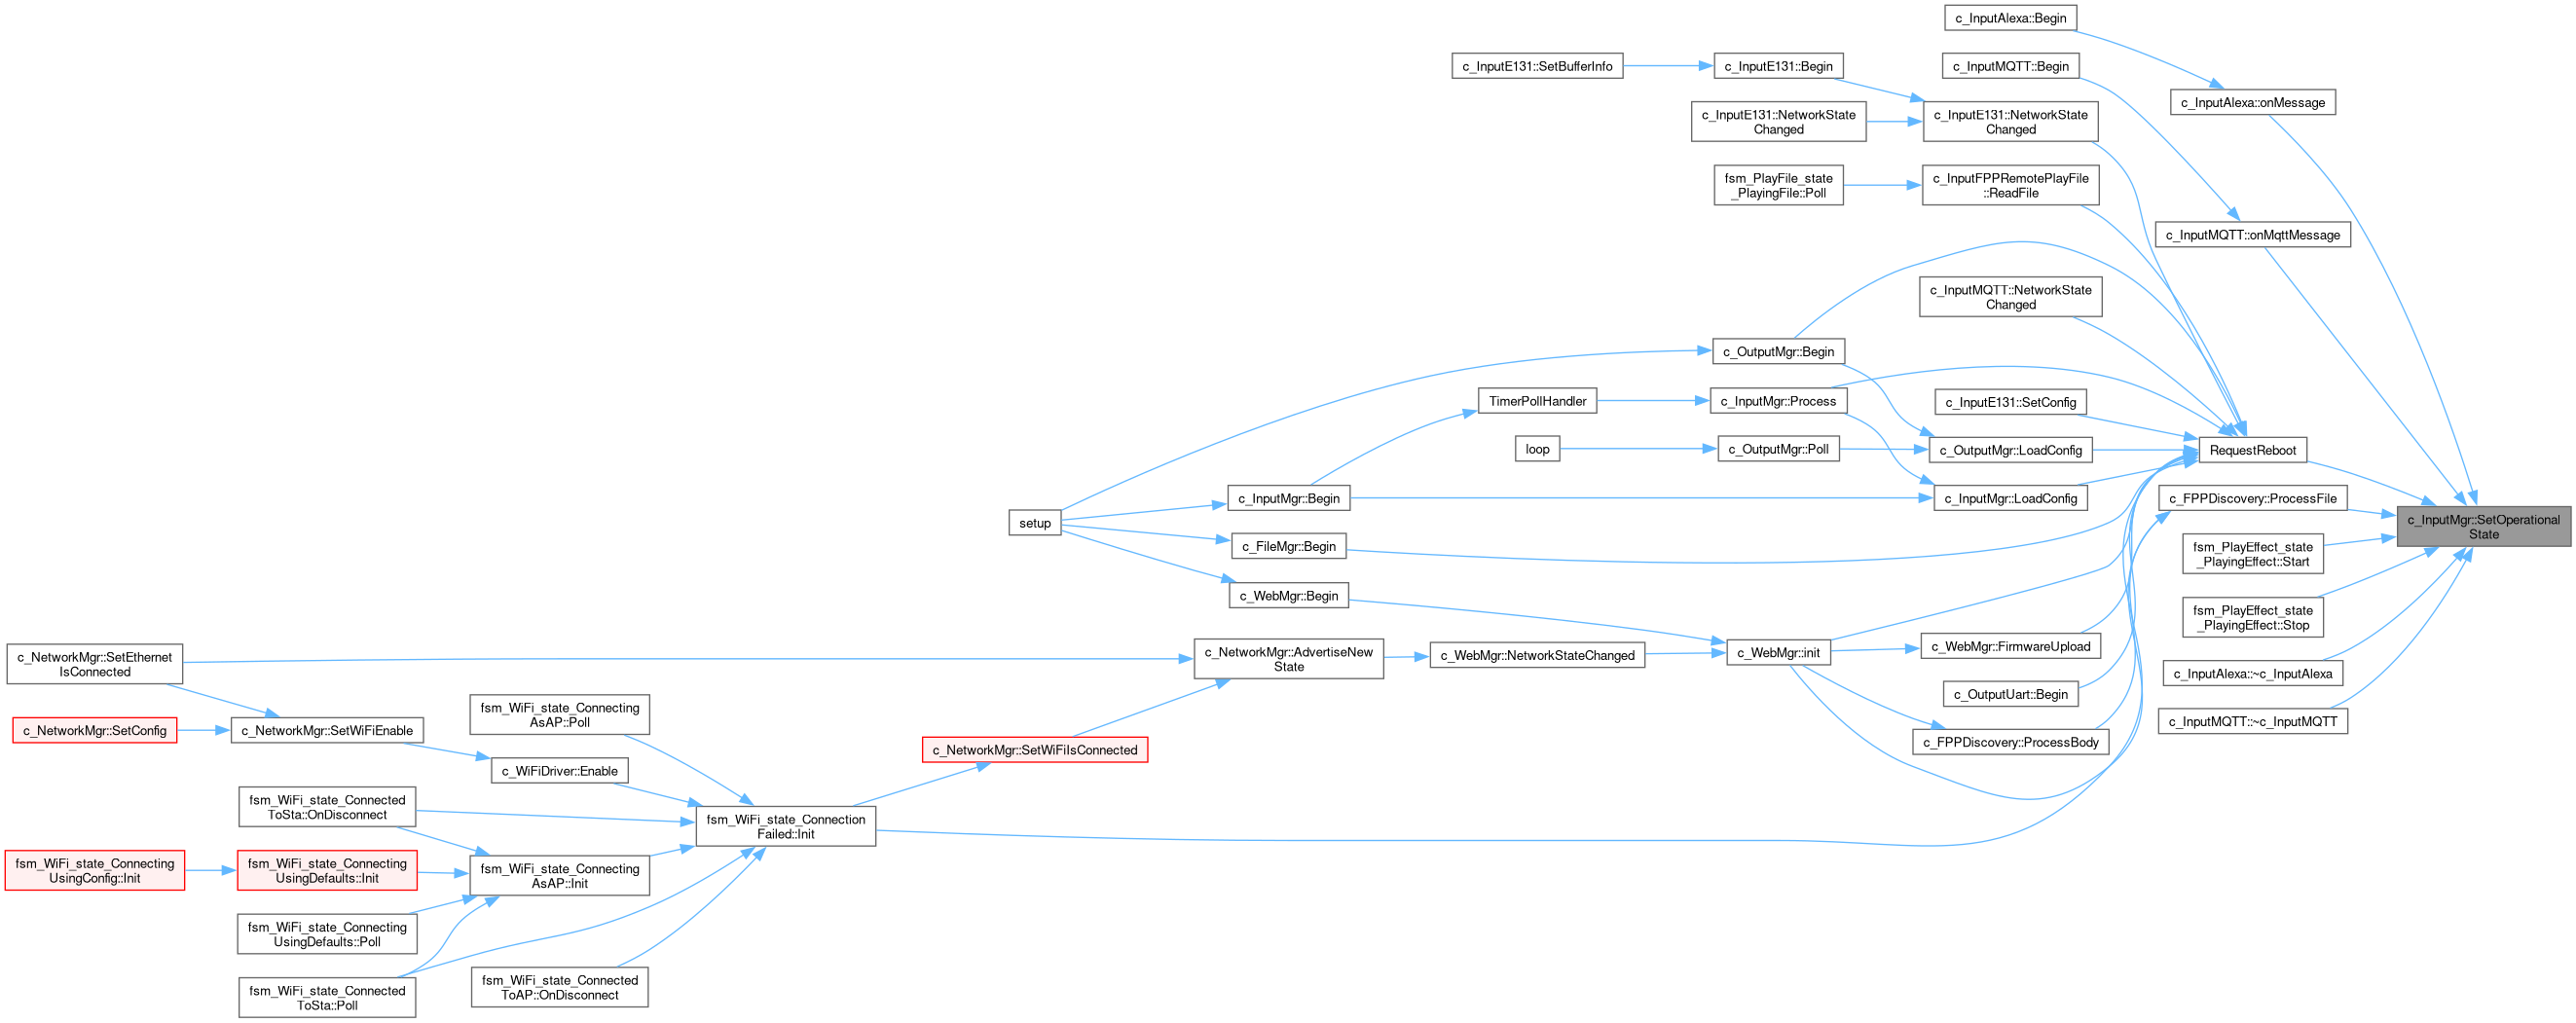 c_InputAlexa::Begin
c_InputE131::SetBufferInfo
c_InputE131::Begin
c_InputMQTT::Begin
c_InputAlexa::onMessage
c_InputE131::NetworkState
Changed
c_InputE131::NetworkState
Changed
fsm_PlayFile_state
_PlayingFile::Poll
c_InputFPPRemotePlayFile
::ReadFile
c_InputMQTT::onMqttMessage
c_InputMQTT::NetworkState
Changed
c_OutputMgr::Begin
TimerPollHandler
c_InputMgr::Process
c_InputE131::SetConfig
loop
c_OutputMgr::Poll
c_OutputMgr::LoadConfig
RequestReboot
c_InputMgr::Begin
c_InputMgr::LoadConfig
c_FPPDiscovery::ProcessFile
setup
c_InputMgr::SetOperational
State
c_FileMgr::Begin
fsm_PlayEffect_state
_PlayingEffect::Start
c_WebMgr::Begin
fsm_PlayEffect_state
_PlayingEffect::Stop
c_NetworkMgr::SetEthernet
IsConnected
c_NetworkMgr::AdvertiseNew
State
c_WebMgr::NetworkStateChanged
c_WebMgr::init
c_WebMgr::FirmwareUpload
c_InputAlexa::~c_InputAlexa
fsm_WiFi_state_Connecting
AsAP::Poll
c_OutputUart::Begin
c_NetworkMgr::SetConfig
c_NetworkMgr::SetWiFiEnable
c_NetworkMgr::SetWiFiIsConnected
c_FPPDiscovery::ProcessBody
c_InputMQTT::~c_InputMQTT
c_WiFiDriver::Enable
fsm_WiFi_state_Connected
ToSta::OnDisconnect
fsm_WiFi_state_Connection
Failed::Init
fsm_WiFi_state_Connecting
UsingConfig::Init
fsm_WiFi_state_Connecting
UsingDefaults::Init
fsm_WiFi_state_Connecting
AsAP::Init
fsm_WiFi_state_Connecting
UsingDefaults::Poll
fsm_WiFi_state_Connected
ToSta::Poll
fsm_WiFi_state_Connected
ToAP::OnDisconnect